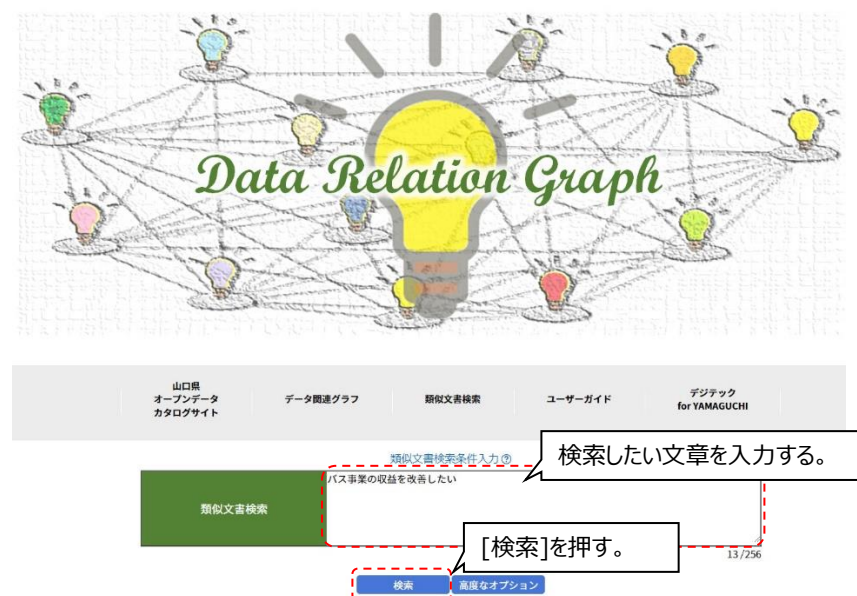 Data Relation Graph
山口県
オープンデータ
カタログサイト
データ関連グラフ
類似文書検索
ユーザーガイド
デジテック
for YAMAGUCHI
類似文書検索条件入力?
検索したい文章を入力する。
類似文書検索
バス事業の収益を改善したい
[検索]を押す。
13 /256
検索
高度なオプション